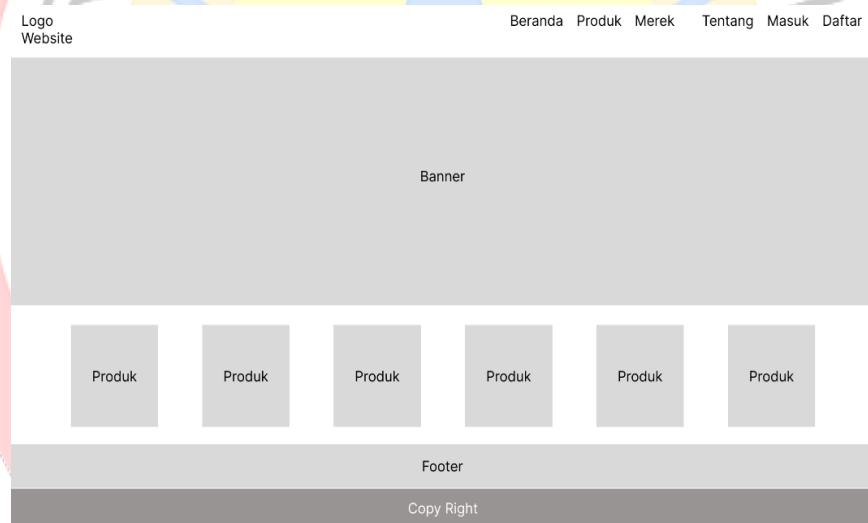 Logo
Website
Beranda Produk Merek Tentang Masuk Daftar
Banner
Produk Produk Produk Produk Produk Produk
Footer
Copy Right